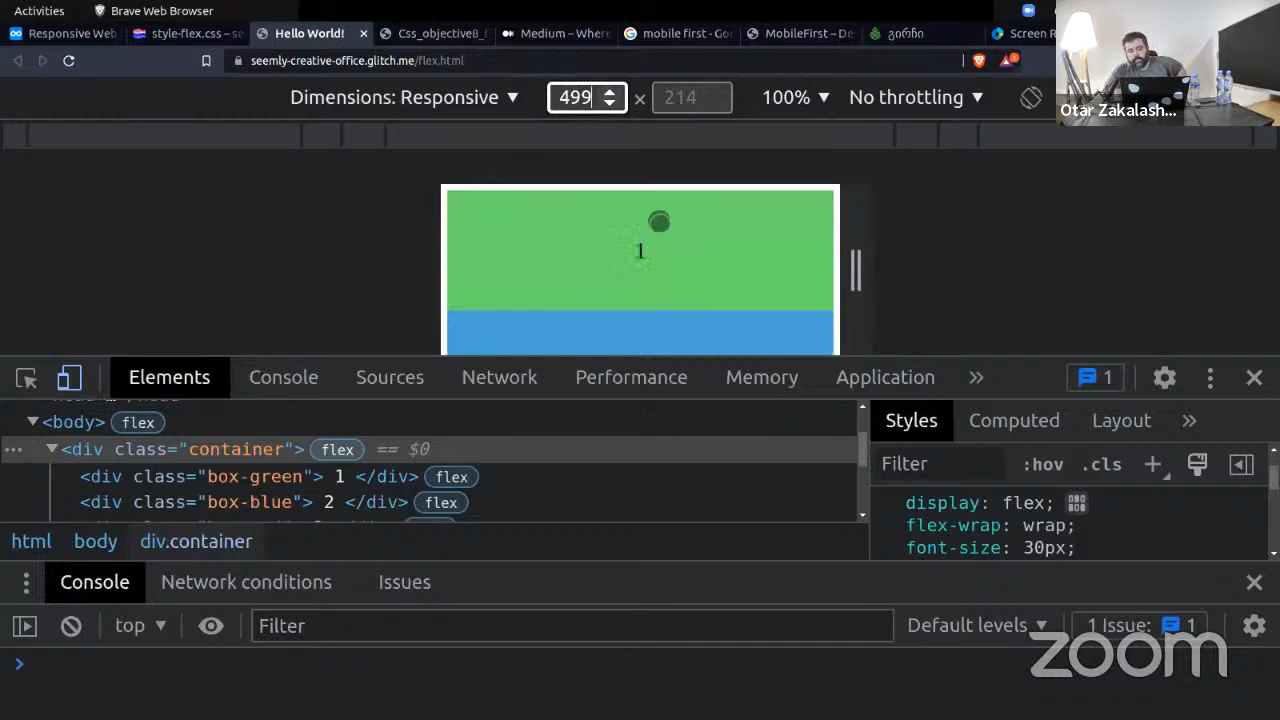 Activities
Brave Web Browser
Responsive Web
style-flex.css – se
Hello World!
Css_objective8_f
Medium – Where
mobile first - Goo
MobileFirst – De
გირჩი
Screen R
seemly-creative-office.glitch.me/flex.html
1
Dimensions: Responsive ▼
499 × 214
100% ▼
No throttling ▼
Otar Zakalash...
1
Elements
Console
Sources
Network
Performance
Memory
Application
»
1
<body> flex
... <div class="container"> flex == $0
<div class="box-green"> 1 </div> flex
<div class="box-blue"> 2 </div> flex
html body div.container
Styles
Computed
Layout
»
Filter
:hov .cls +
display: flex;
flex-wrap: wrap;
font-size: 30px;
Console
Network conditions
Issues
top ▼
Filter
Default levels ▼
1 Issue: 1
zoom